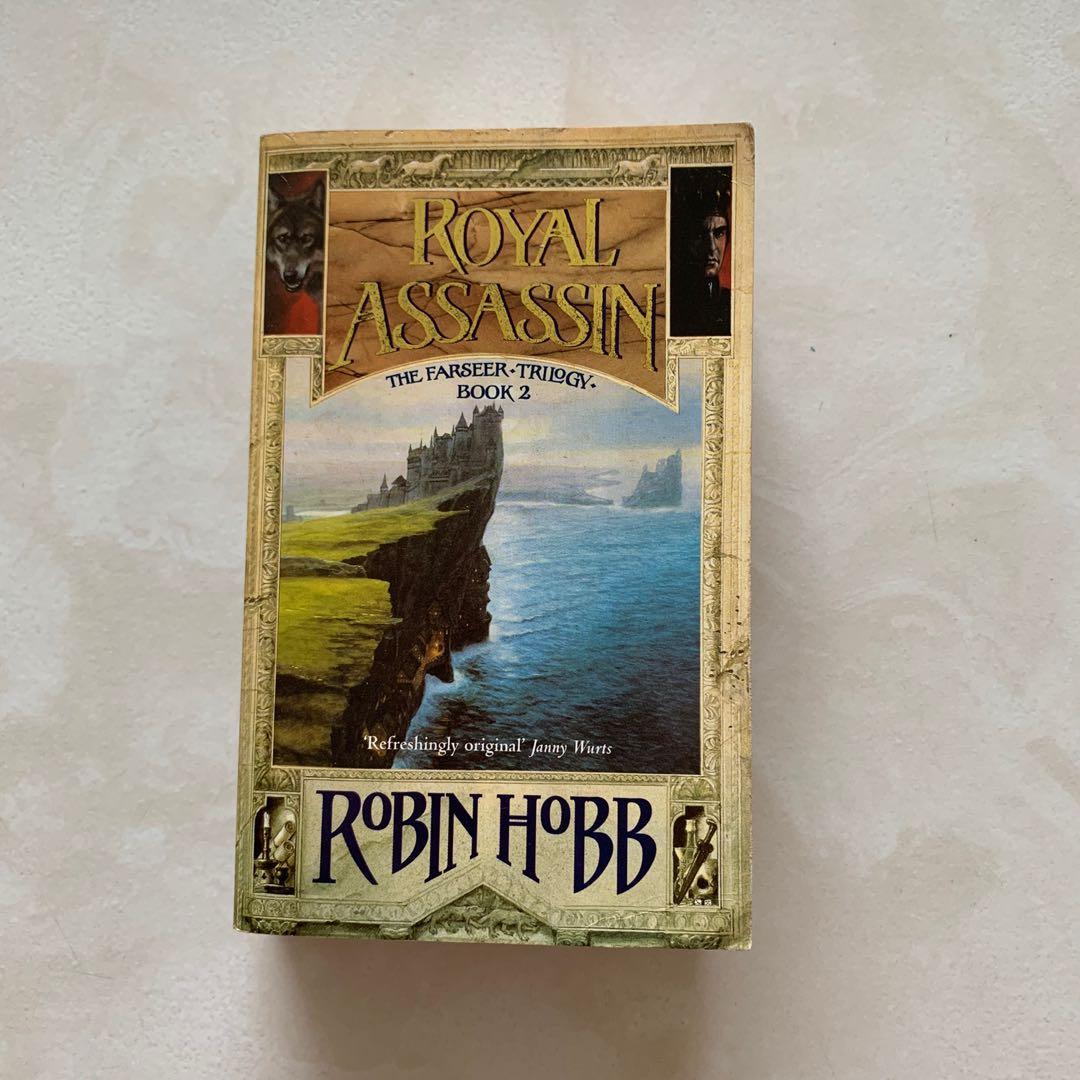 ROYAL
ASSASSIN
THE FARSEER·TRILOGY·
BOOK 2
'Refreshingly original' Janny Wurts
ROBIN HOBB